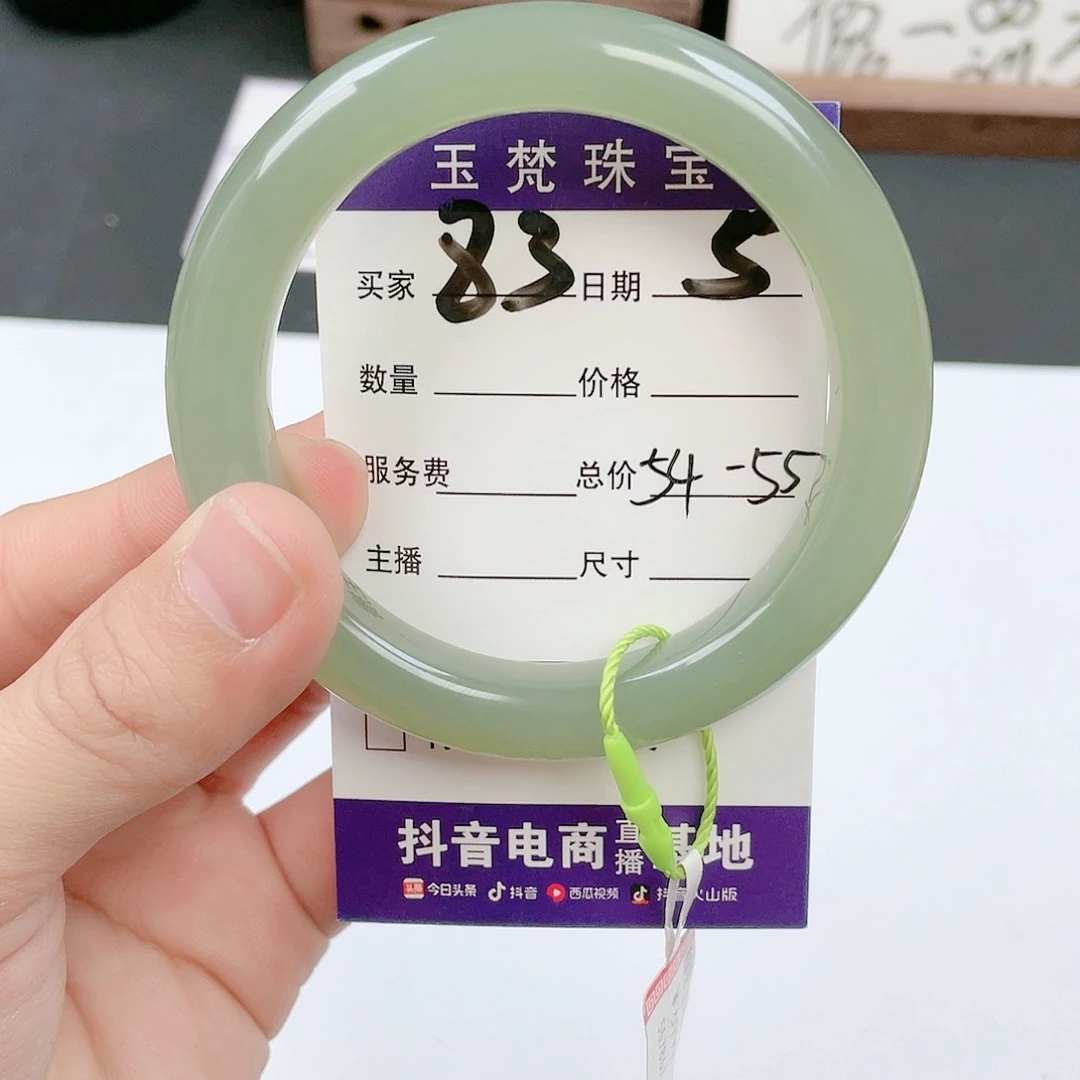 玉梵珠宝
买家 83 日期 5
数量 价格
服务费 总价 54-55
主播 尺寸
抖音电商直播基地
今日头条 抖音 西瓜视频 抖音火山版